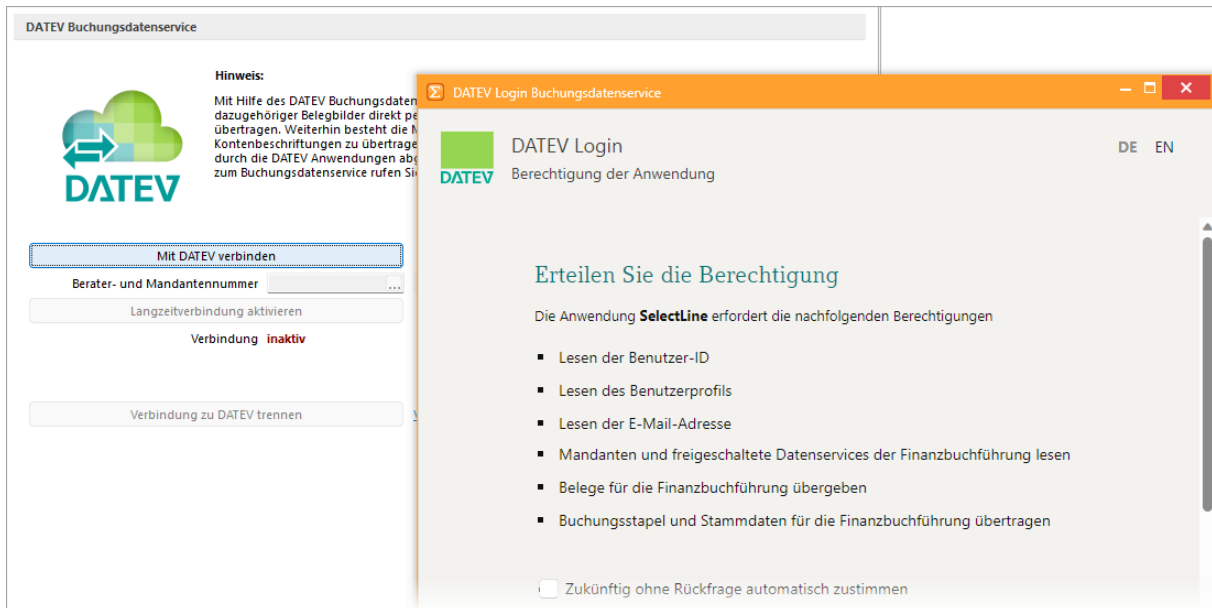 DATEV Buchungsdatenservice
Hinweis:
Mit Hilfe des DATEV
dazugehöriger Belegbilder direkt
übertragen. Weiterhin besteht die
Kontenbeschriftungen zu
durch die DATEV Anwendungen
zum Buchungsdatenservice rufen
DATEV
Mit DATEV verbinden
Berater- und Mandantennummer ...
Langzeitverbindung aktivieren
Verbindung inaktiv
Verbindung zu DATEV trennen
DATEV Login Buchungsdatenservice
DATEV Login
DE EN
DATEV
Berechtigung der Anwendung
Erteilen Sie die Berechtigung
Die Anwendung SelectLine erfordert die nachfolgenden Berechtigungen
Lesen der Benutzer-ID
Lesen des Benutzerprofils
Lesen der E-Mail-Adresse
Mandanten und freigeschaltete Datenservices der Finanzbuchführung lesen
Belege für die Finanzbuchführung übergeben
Buchungsstapel und Stammdaten für die Finanzbuchführung übertragen
Zukünftig ohne Rückfrage automatisch zustimmen